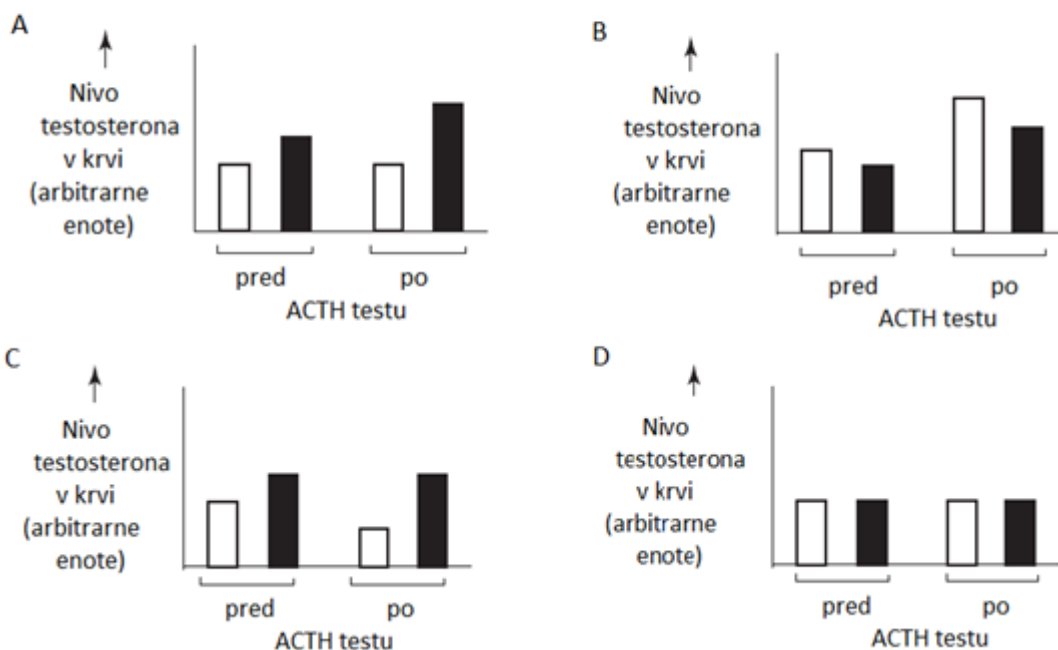 A
Nivo
testosterona
v krvi
(arbitrarne
enote)
pred
po
ACTH testu
B
Nivo
testosterona
v krvi
(arbitrarne
enote)
pred
po
ACTH testu
C
Nivo
testosterona
v krvi
(arbitrarne
enote)
pred
po
ACTH testu
D
Nivo
testosterona
v krvi
(arbitrarne
enote)
pred
po
ACTH testu